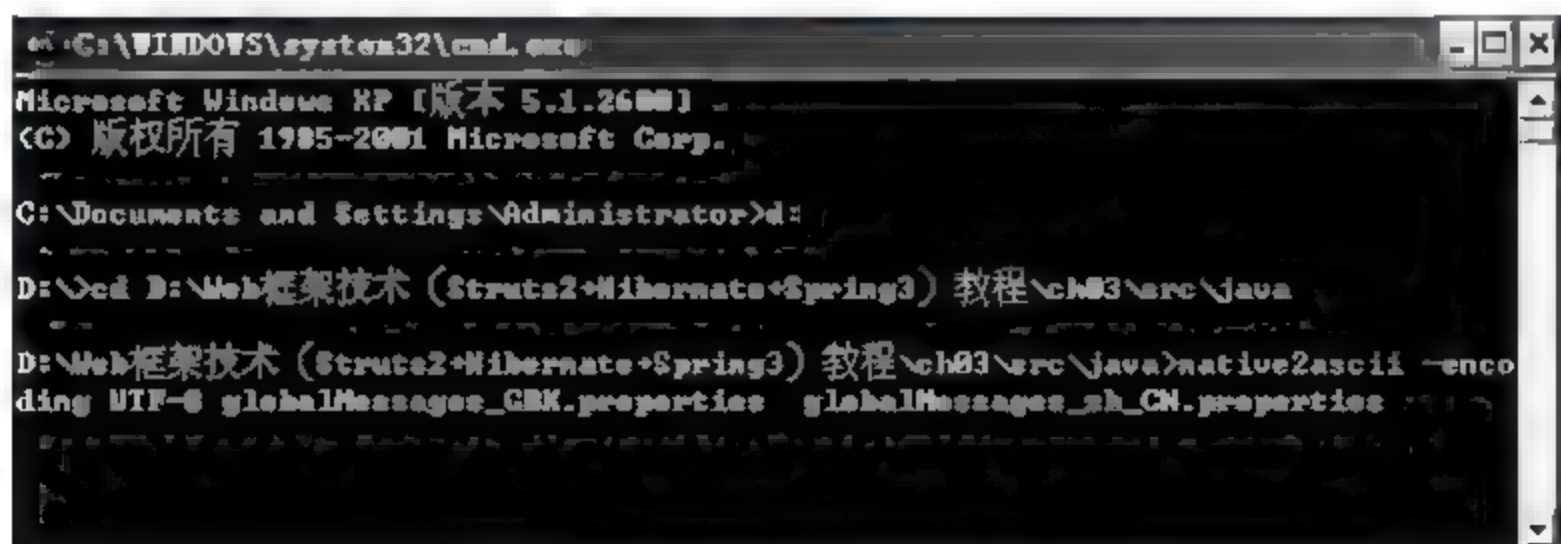 C:\WINDOWS\system32\cmd.exe
Microsoft Windows XP [版本 5.1.2600]
(C) 版权所有 1985-2001 Microsoft Corp.
C:\Documents and Settings\Administrator>d:
D:\>cd D:\Web框架技术（Struts2+Hibernate+Spring3）教程\ch03\src\java
D:\Web框架技术（Struts2+Hibernate+Spring3）教程\ch03\src\java>native2ascii -enco
ding UTF-8 globalMessages_GBK.properties  globalMessages_zh_CN.properties